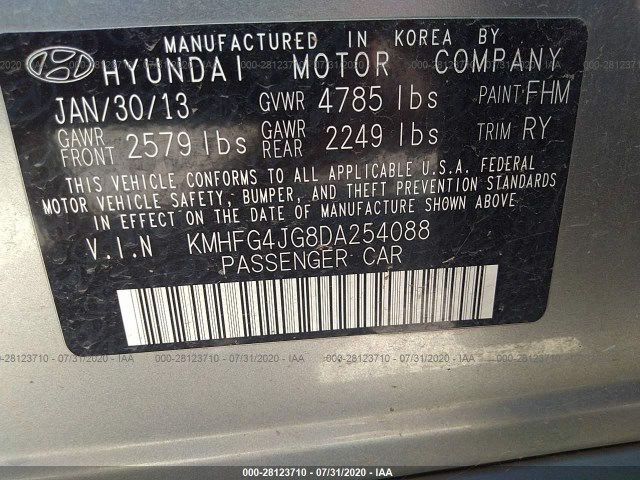 MANUFACTURED IN KOREA BY
HYUNDAI MOTOR COMPANY
JAN/30/13 GVWR 4785 lbs PAINT FHM
GAWR FRONT 2579 lbs GAWR REAR 2249 lbs TRIM RY
THIS VEHICLE CONFORMS TO ALL APPLICABLE U.S.A. FEDERAL
MOTOR VEHICLE SAFETY, BUMPER, AND THEFT PREVENTION STANDARDS
IN EFFECT ON THE DATE OF MANUFACTURE SHOWN ABOVE.
V.I.N KMHFG4JG8DA254088
PASSENGER CAR
000-28123710 - 07/31/2020 - IAA